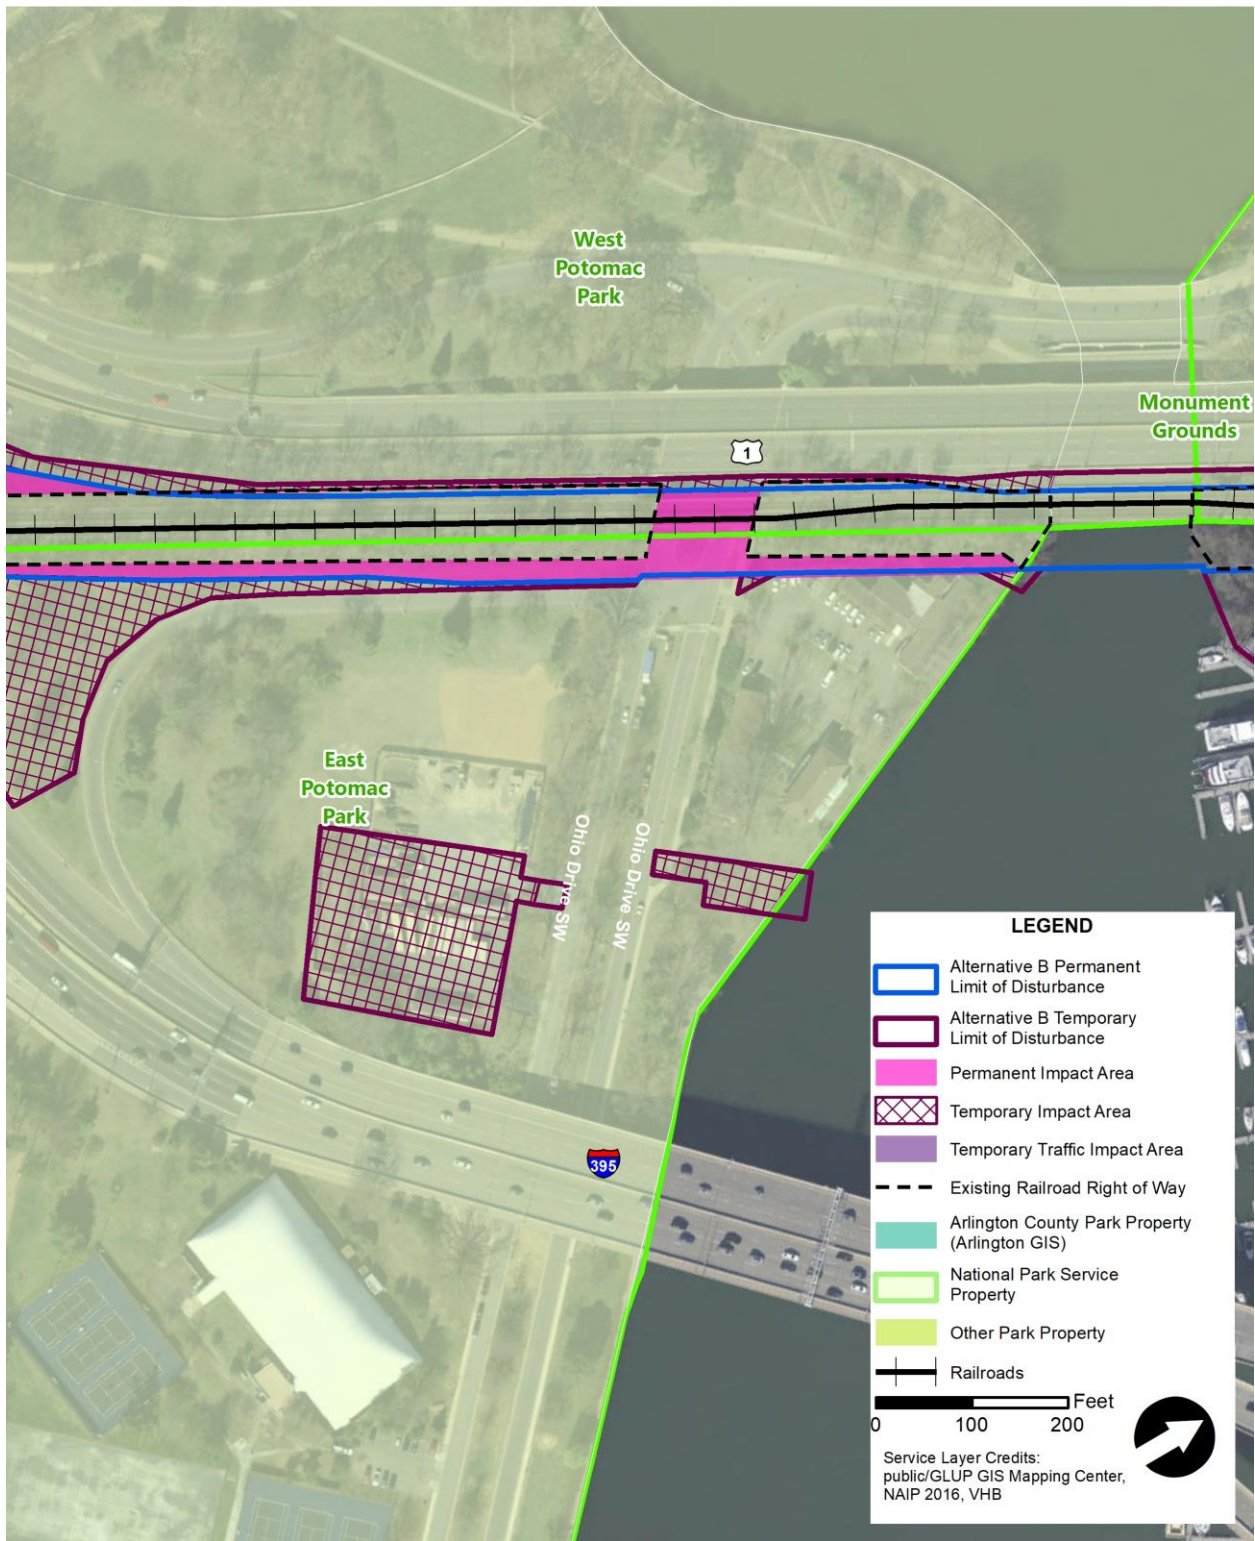 West
Potomac
Park
Monument
Grounds
1
East
Potomac
Park
Ohio Drive SW
Ohio Drive SW
395
LEGEND
Alternative B Permanent
Limit of Disturbance
Alternative B Temporary
Limit of Disturbance
Permanent Impact Area
Temporary Impact Area
Temporary Traffic Impact Area
Existing Railroad Right of Way
Arlington County Park Property
(Arlington GIS)
National Park Service
Property
Other Park Property
Railroads
Feet
0 100 200
Service Layer Credits:
public/GLUP GIS Mapping Center,
NAIP 2016, VHB